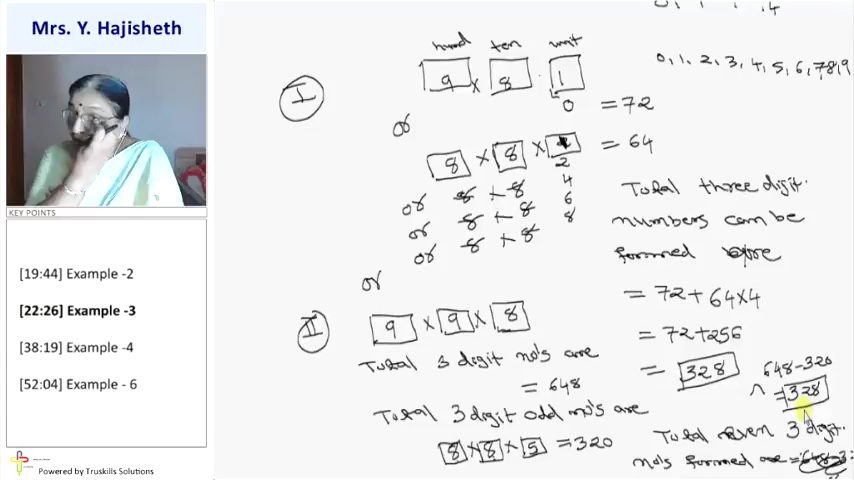 Mrs. Y. Hajisheth
KEY POINTS
[19:44] Example -2
[22:26] Example -3
[38:19] Example -4
[52:04] Example - 6
Powered by Truskills Solutions
0, 1, 2, 3, 4, 5, 6, 7, 8, 9
hund ten unit
I 9 × 8 . 1
0 = 72
or
8 × 8 × = 64
2
or 8 × 8 4
or 8 × 8 6
or 8 × 8 8
or
II 9 × 9 × 8
Total 3 digit no's are
= 648
Total 3 digit odd no's are
8 × 8 × 5 = 320
Total three digit.
numbers can be
formed
= 72 + 64 × 4
= 72 + 256
= 328
648 - 320
= 328
Total even 3 digit.
no's formed are =